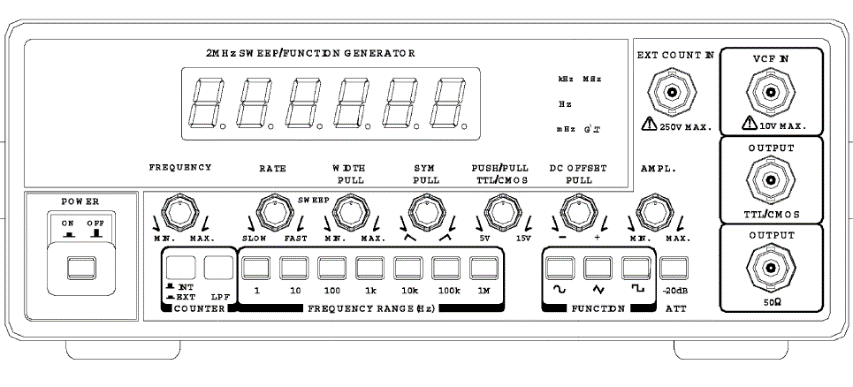 2MHz SWEEP/FUNCTION GENERATOR
EXT COUNT IN
VCF IN
kHz MHz
Hz
mHz G.T
250V MAX.
10V MAX.
OUTPUT
FREQUENCY RATE WIDTH SYM PUSH/PULL DC OFFSET AMPL.
PULL PULL TTL/CMOS PULL
POWER
ON OFF
SWEEP
TTL/CMOS
MIN. MAX. SLOW FAST MIN. MAX. 5V 15V - + MIN. MAX.
OUTPUT
INT
EXT LPF
1 10 100 1k 10k 100k 1M
-20dB
50Ω
COUNTER FREQUENCY RANGE (Hz) FUNCTION ATT